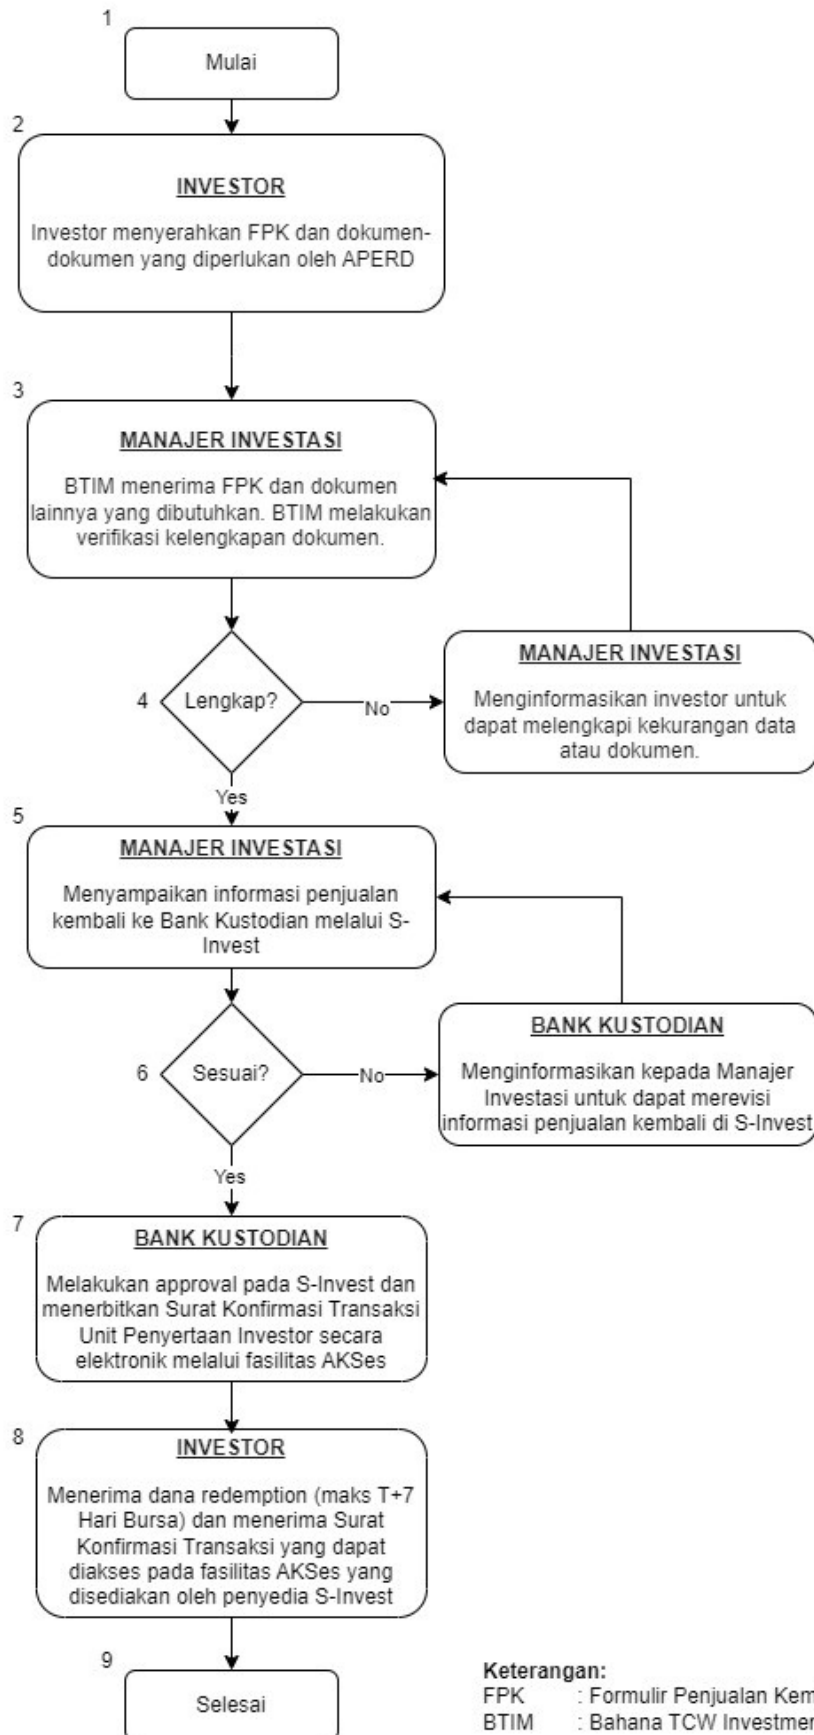 1
Mulai
2
INVESTOR
Investor menyerahkan FPK dan dokumen-
dokumen yang diperlukan oleh APERD
3
MANAJER INVESTASI
BTIM menerima FPK dan dokumen
lainnya yang dibutuhkan. BTIM melakukan
verifikasi kelengkapan dokumen.
4
Lengkap?
No
MANAJER INVESTASI
Menginformasikan investor untuk
dapat melengkapi kekurangan data
atau dokumen.
Yes
5
MANAJER INVESTASI
Menyampaikan informasi penjualan
kembali ke Bank Kustodian melalui S-
Invest
6
Sesuai?
No
BANK KUSTODIAN
Menginformasikan kepada Manajer
Investasi untuk dapat merevisi
informasi penjualan kembali di S-Invest
Yes
7
BANK KUSTODIAN
Melakukan approval pada S-Invest dan
menerbitkan Surat Konfirmasi Transaksi
Unit Penyertaan Investor secara
elektronik melalui fasilitas AKSes
8
INVESTOR
Menerima dana redemption (maks T+7
Hari Bursa) dan menerima Surat
Konfirmasi Transaksi yang dapat
diakses pada fasilitas AKSes yang
disediakan oleh penyedia S-Invest
9
Selesai
Keterangan:
FPK : Formulir Penjualan
BTIM : Bahana TCW